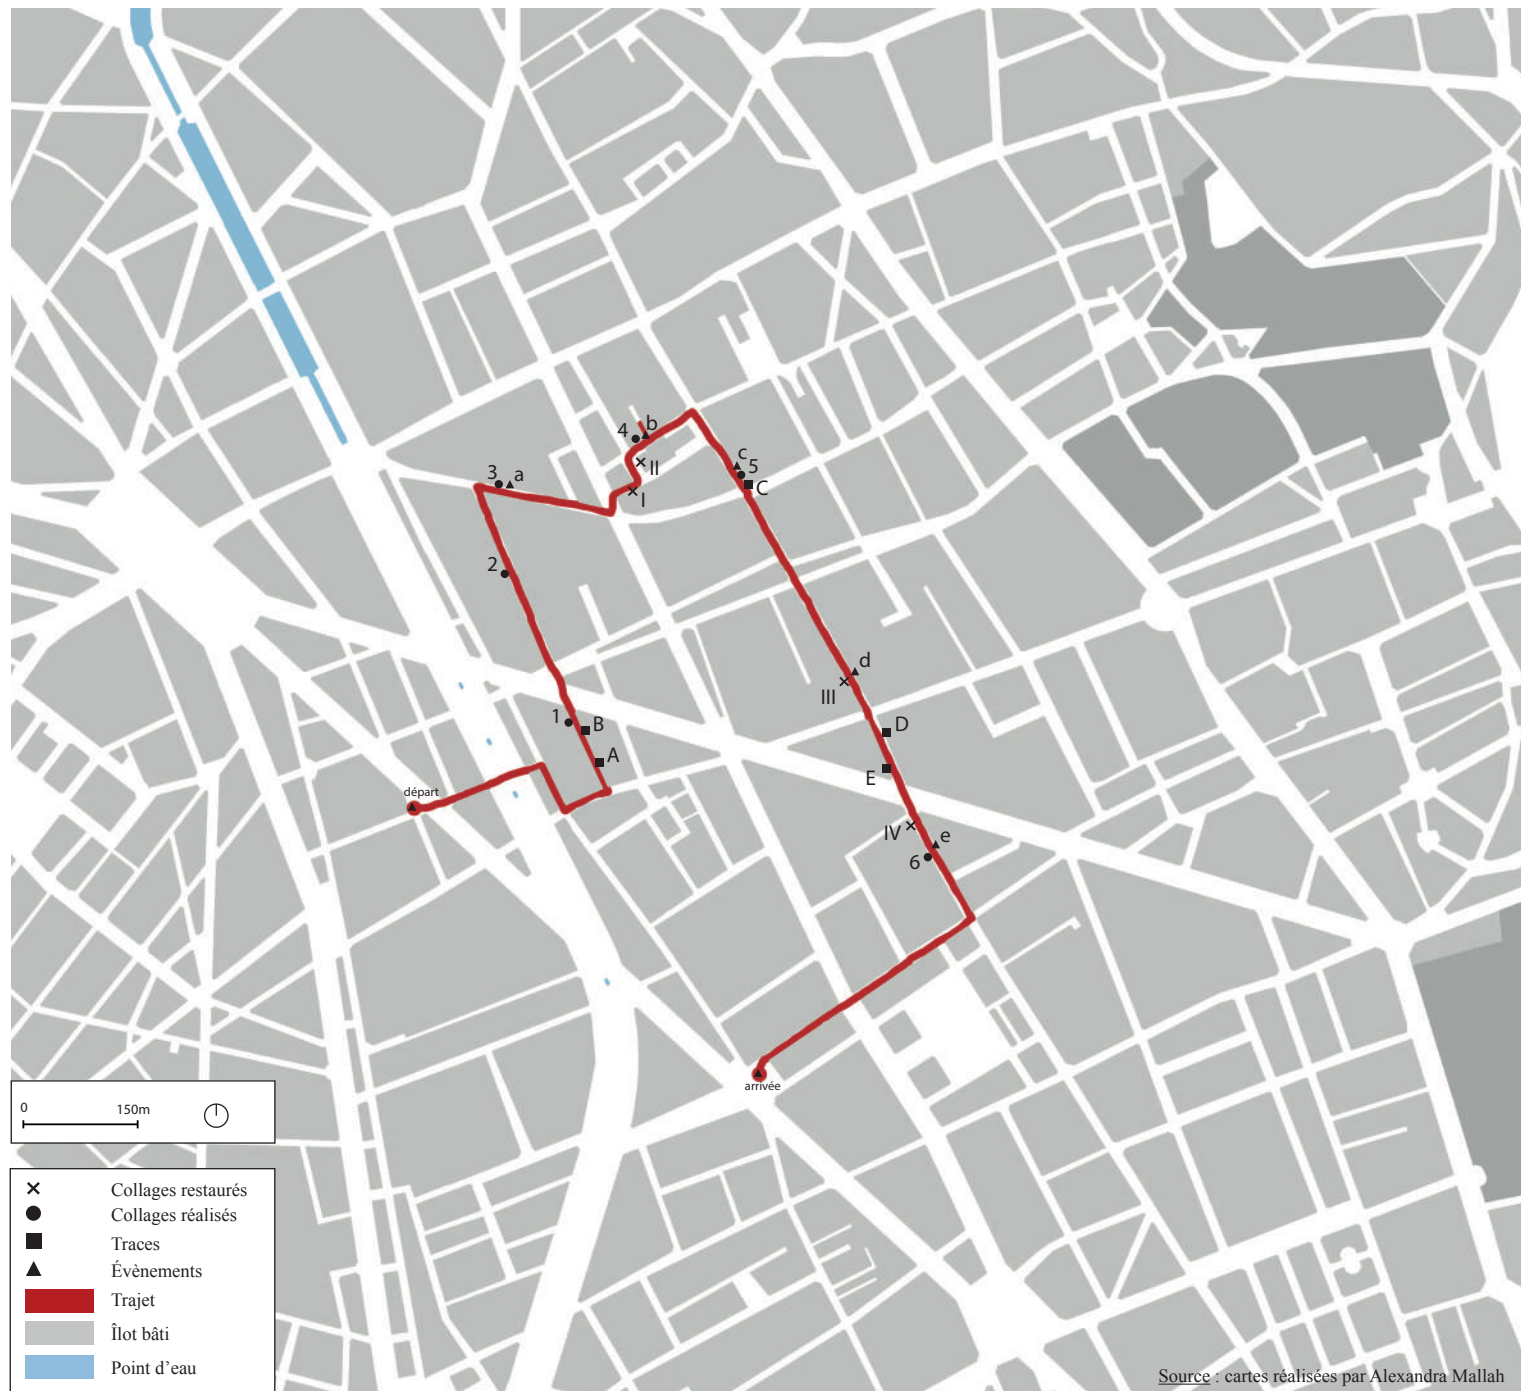 4
b
II
c
5
3
a
I
C
2
d
III
1
B
D
A
E
départ
IV
e
6
arrivée
0 150m
Collages restaurés
Collages réalisés
Traces
Évènements
Trajet
Îlot bâti
Point d’eau
Source : cartes réalisées par Alexandra Mallah